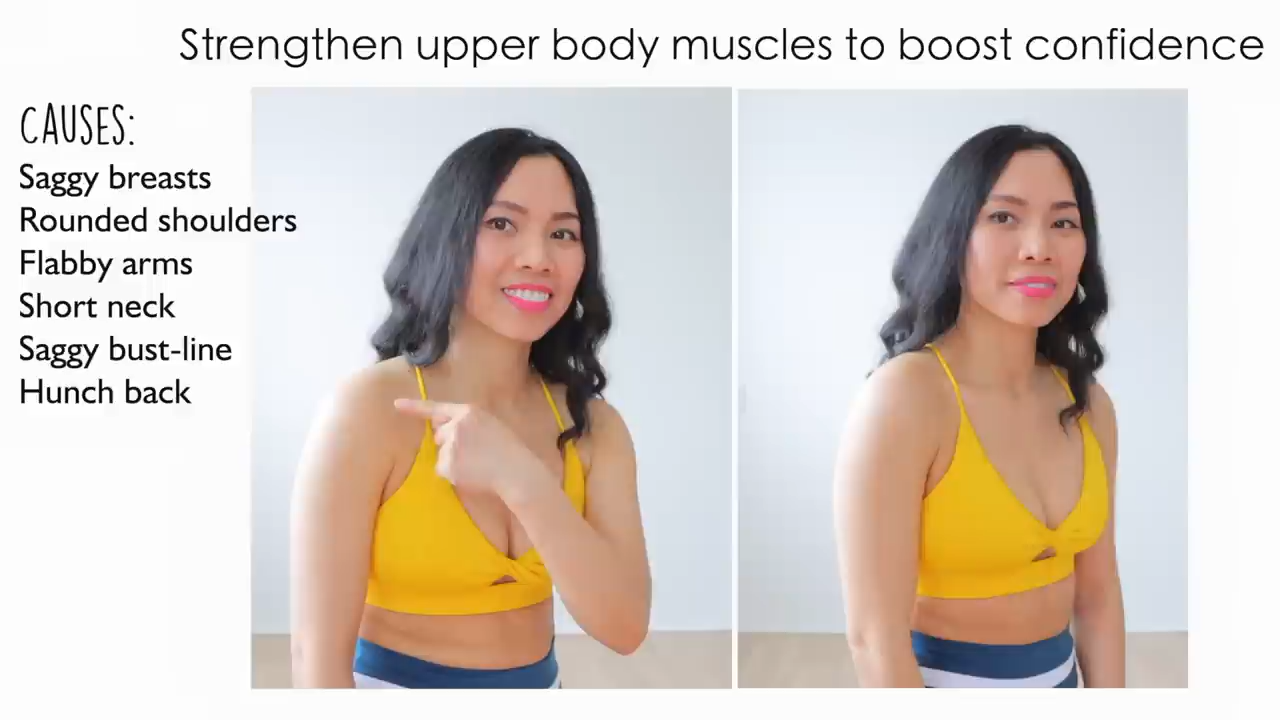 Strengthen upper body muscles to boost confidence
CAUSES:
Saggy breasts
Rounded shoulders
Flabby arms
Short neck
Saggy bust-line
Hunch back